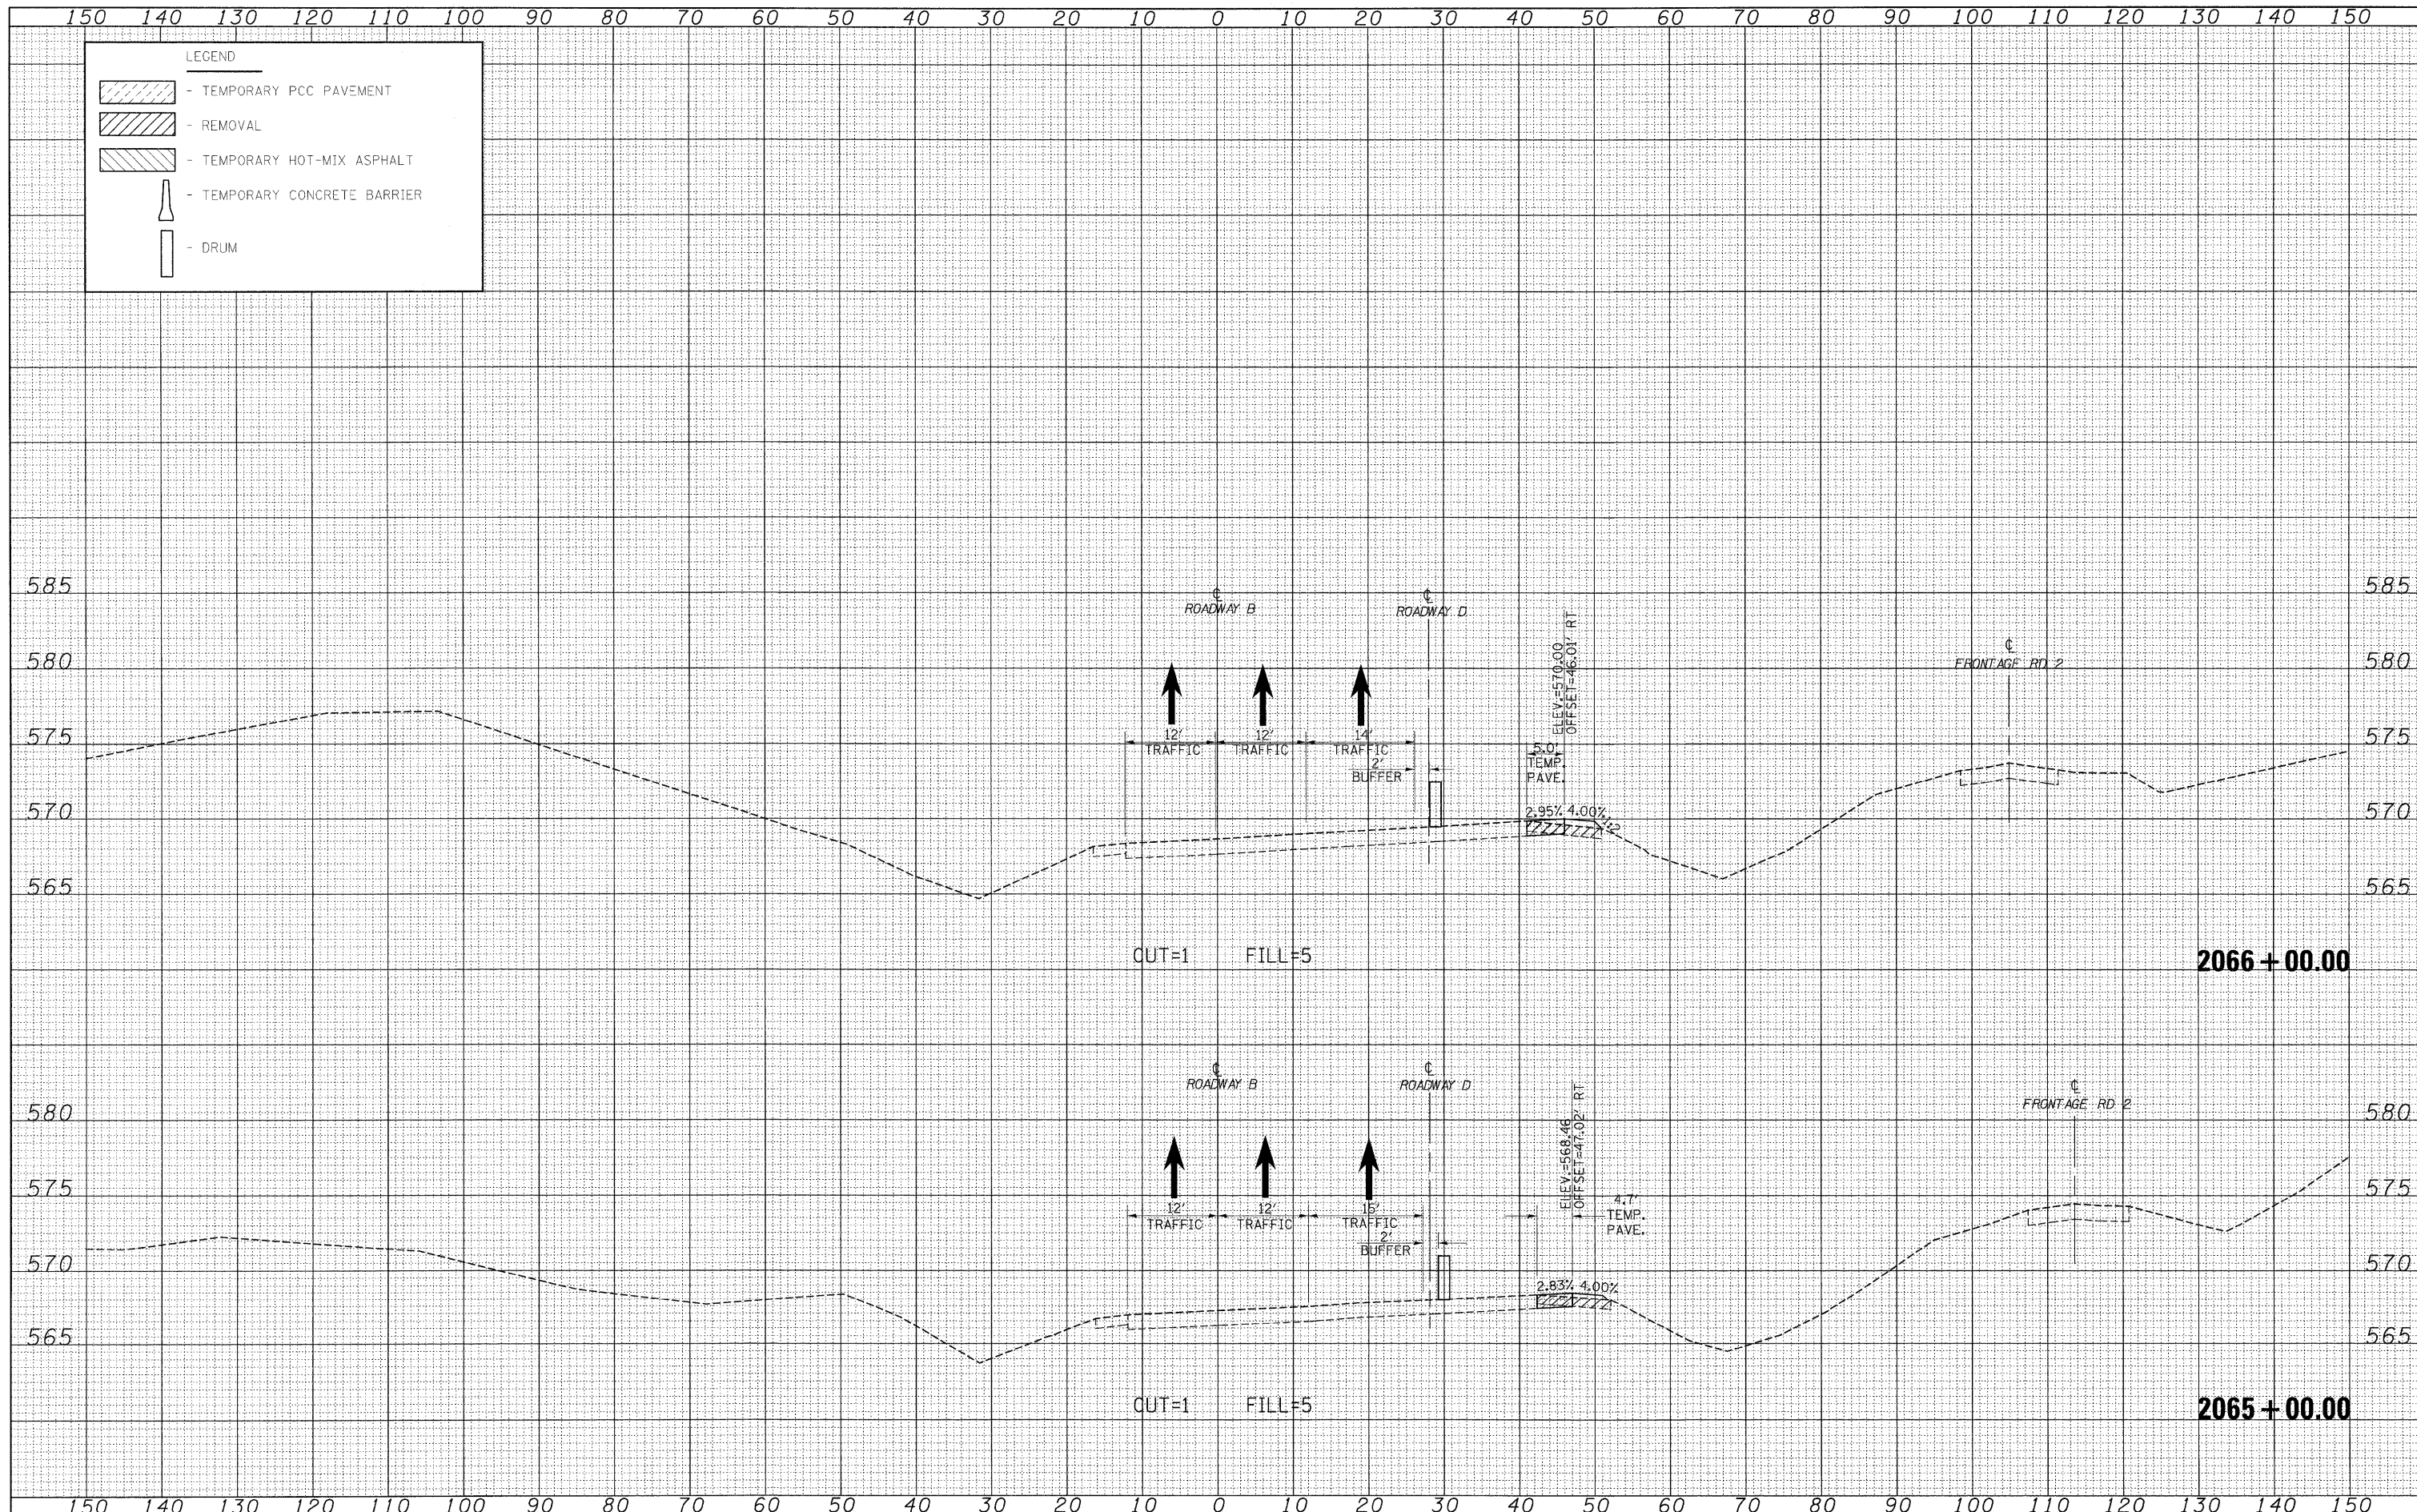 150 140 130 120 110 100 90 80 70 60 50 40 30 20 10 0 10 20 30 40 50 60 70 80 90 100 110 120 130 140 150
LEGEND
- TEMPORARY PCC PAVEMENT
- REMOVAL
- TEMPORARY HOT-MIX ASPHALT
- TEMPORARY CONCRETE BARRIER
- DRUM
585 585
580 580
575 575
570 570
565 565
℄
ROADWAY B
℄
ROADWAY D
ELEV.=570.00
OFFSET=46.01' RT
℄
FRONTAGE RD 2
12'
TRAFFIC
12'
TRAFFIC
14'
TRAFFIC
2'
BUFFER
5.0'
TEMP.
PAVE.
2.95% 4.00%
CUT=1 FILL=5
2066+00.00
580 580
575 575
570 570
565 565
℄
ROADWAY B
℄
ROADWAY D
ELEV.=568.46
OFFSET=47.02' RT
℄
FRONTAGE RD 2
12'
TRAFFIC
12'
TRAFFIC
15'
TRAFFIC
2'
BUFFER
4.7'
TEMP.
PAVE.
2.83% 4.00%
CUT=1 FILL=5
2065+00.00
150 140 130 120 110 100 90 80 70 60 50 40 30 20 10 0 10 20 30 40 50 60 70 80 90 100 110 120 130 140 150